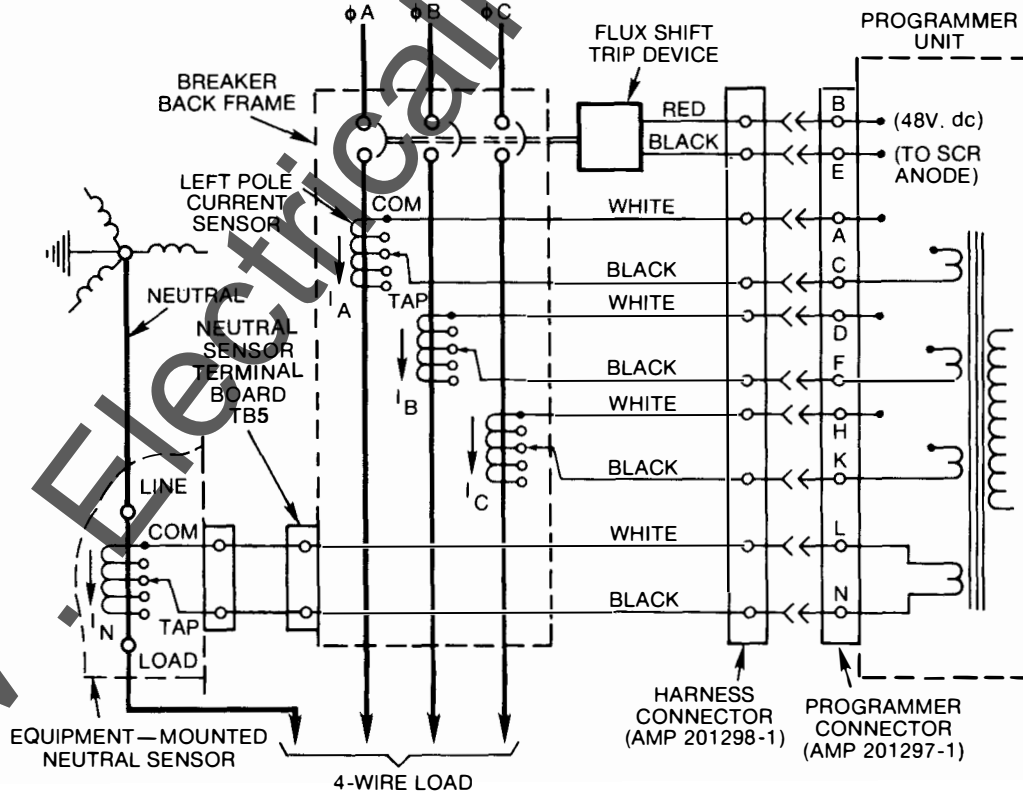 φA
φB
φC
PROGRAMMER
UNIT
FLUX SHIFT
TRIP DEVICE
BREAKER
BACK FRAME
RED
BLACK
B
E
(48V. dc)
(TO SCR
ANODE)
LEFT POLE
CURRENT
SENSOR
COM
WHITE
A
C
BLACK
I A
TAP
WHITE
D
F
BLACK
I B
NEUTRAL
NEUTRAL
SENSOR
TERMINAL
BOARD
TB5
WHITE
H
K
BLACK
I C
LINE
COM
WHITE
L
BLACK
N
I N
TAP
LOAD
EQUIPMENT—MOUNTED
NEUTRAL SENSOR
4-WIRE LOAD
HARNESS
CONNECTOR
(AMP 201298-1)
PROGRAMMER
CONNECTOR
(AMP 201297-1)
Electrical